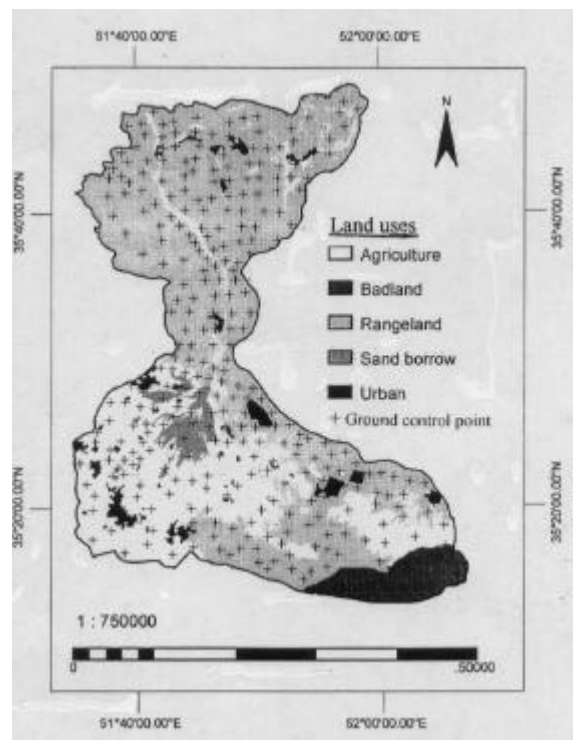 51°40'00.00"E 52°00'00.00"E
N
35°40'00.00"N 35°40'00.00"N
Land uses
Agriculture
Badland
Rangeland
Sand borrow
Urban
+ Ground control point
35°20'00.00"N 35°20'00.00"N
1 : 750000
0 50000
51°40'00.00"E 52°00'00.00"E